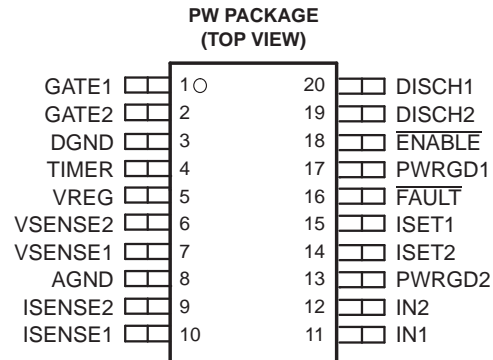 PW PACKAGE
(TOP VIEW)
GATE1 1 20 DISCH1
GATE2 2 19 DISCH2
DGND 3 18 ENABLE
TIMER 4 17 PWRGD1
VREG 5 16 FAULT
VSENSE2 6 15 ISET1
VSENSE1 7 14 ISET2
AGND 8 13 PWRGD2
ISENSE2 9 12 IN2
ISENSE1 10 11 IN1